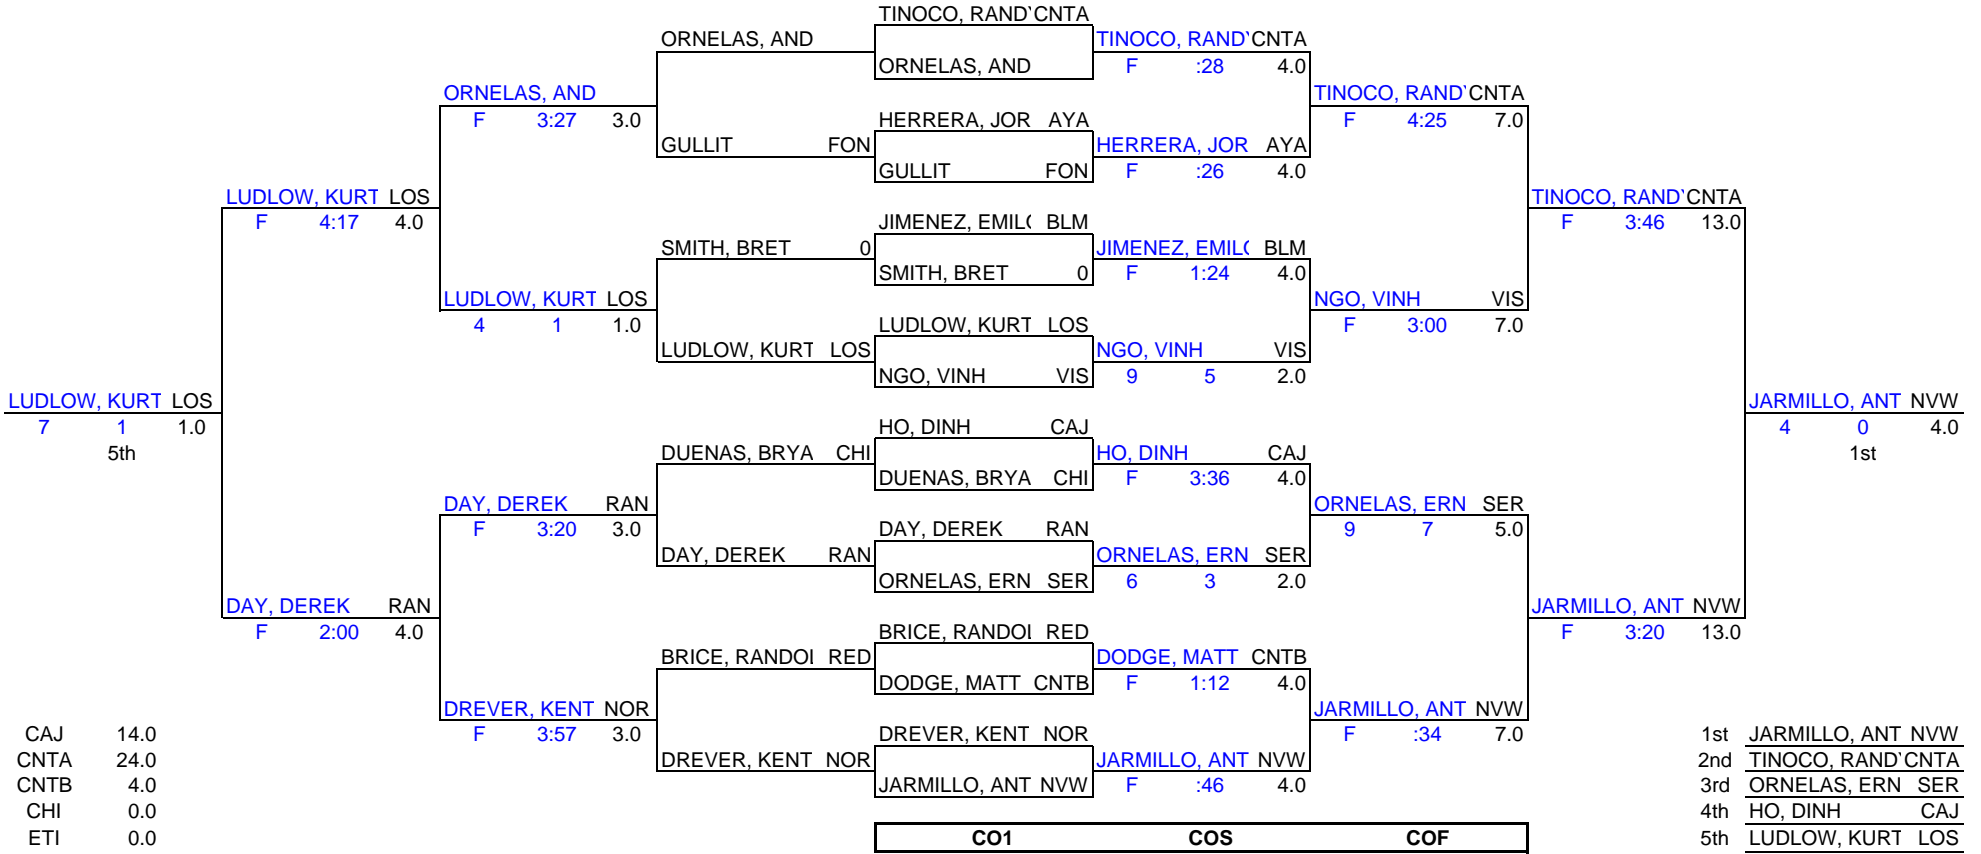 TINOCO, RAND CNTA
ORNELAS, AND TINOCO, RAND CNTA
ORNELAS, AND F :28 4.0
ORNELAS, AND TINOCO, RAND CNTA
F 3:27 3.0 HERRERA, JOR AYA F 4:25 7.0
GULLIT FON HERRERA, JOR AYA
GULLIT FON F :26 4.0
LUDLOW, KURT LOS TINOCO, RAND CNTA
F 4:17 4.0 JIMENEZ, EMIL BLM F 3:46 13.0
SMITH, BRET 0 JIMENEZ, EMIL BLM
SMITH, BRET 0 F 1:24 4.0
LUDLOW, KURT LOS NGO, VINH VIS
4 1 1.0 LUDLOW, KURT LOS F 3:00 7.0
LUDLOW, KURT LOS NGO, VINH VIS
NGO, VINH VIS 9 5 2.0
LUDLOW, KURT LOS JARMILLO, ANT NVW
7 1 1.0 HO, DINH CAJ 4 0 4.0
5th DUENAS, BRYA CHI HO, DINH CAJ 1st
DUENAS, BRYA CHI F 3:36 4.0
DAY, DEREK RAN ORNELAS, ERN SER
F 3:20 3.0 DAY, DEREK RAN 9 7 5.0
DAY, DEREK RAN ORNELAS, ERN SER
ORNELAS, ERN SER 6 3 2.0
DAY, DEREK RAN JARMILLO, ANT NVW
F 2:00 4.0 BRICE, RANDOL RED F 3:20 13.0
BRICE, RANDOL RED DODGE, MATT CNTB
DODGE, MATT CNTB F 1:12 4.0
DREVER, KENT NOR JARMILLO, ANT NVW
CAJ 14.0 F 3:57 3.0 DREVER, KENT NOR F :34 7.0 1st JARMILLO, ANT NVW
CNTA 24.0 DREVER, KENT NOR JARMILLO, ANT NVW 2nd TINOCO, RAND CNTA
CNTB 4.0 JARMILLO, ANT NVW F :46 4.0 3rd ORNELAS, ERN SER
CHI 0.0 4th HO, DINH CAJ
ETI 0.0 CO1 COS COF 5th LUDLOW, KURT LOS